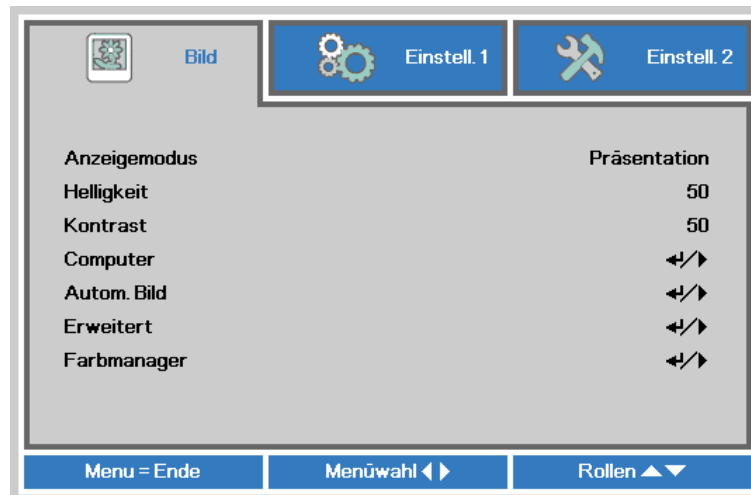 Bild Einstell. 1 Einstell. 2
Anzeigemodus Präsentation
Helligkeit 50
Kontrast 50
Computer ↵/▶
Autom. Bild ↵/▶
Erweitert ↵/▶
Farbmanager ↵/▶
Menu = Ende Menüwahl ◀▶ Rollen ▲▼